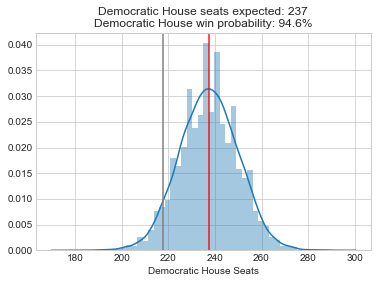 Democratic House seats expected: 237
Democratic House win probability: 94.6%
0.040
0.035
0.030
0.025
0.020
0.015
0.010
0.005
0.000
180 200 220 240 260 280 300
Democratic House Seats